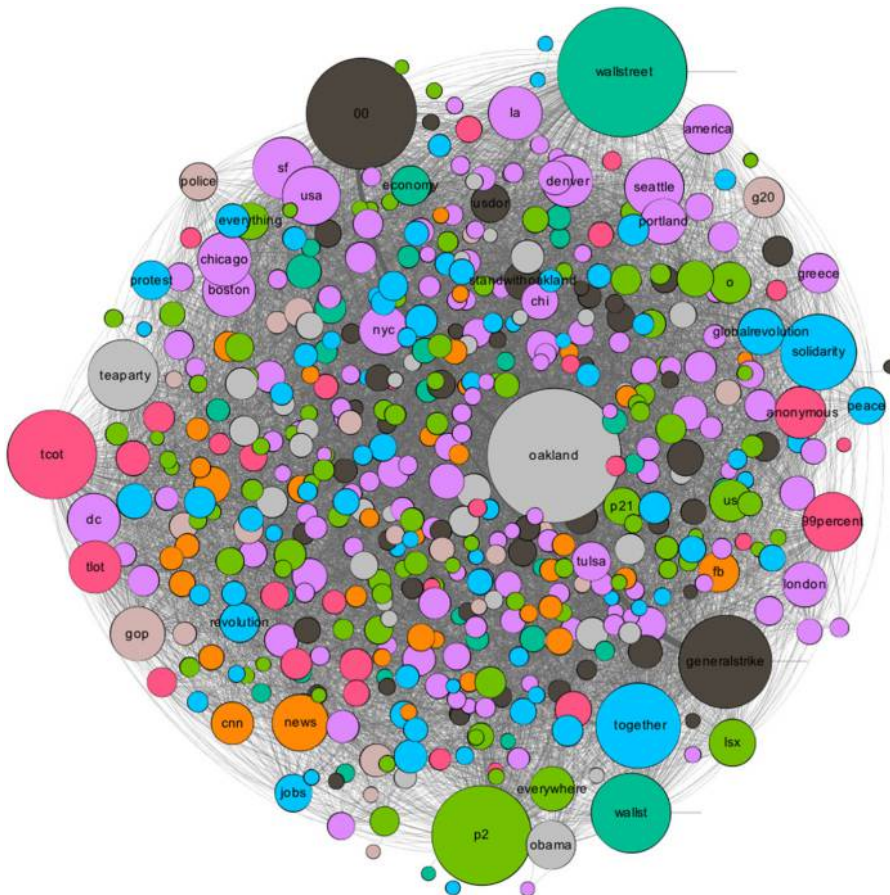 wallstreet
00
la
america
sf
police
usa
economy
denver
seattle
usdor
g20
everything
portland
chicago
protest
standwithoakland
greece
boston
o
chi
nyc
globalrevolution
solidarity
teaparty
peace
anonymous
tcot
oakland
p21
us
dc
99percent
tlot
tulsa
fb
london
revolution
gop
generalstrike
cnn
news
together
lsx
jobs
everywhere
wallst
p2
obama